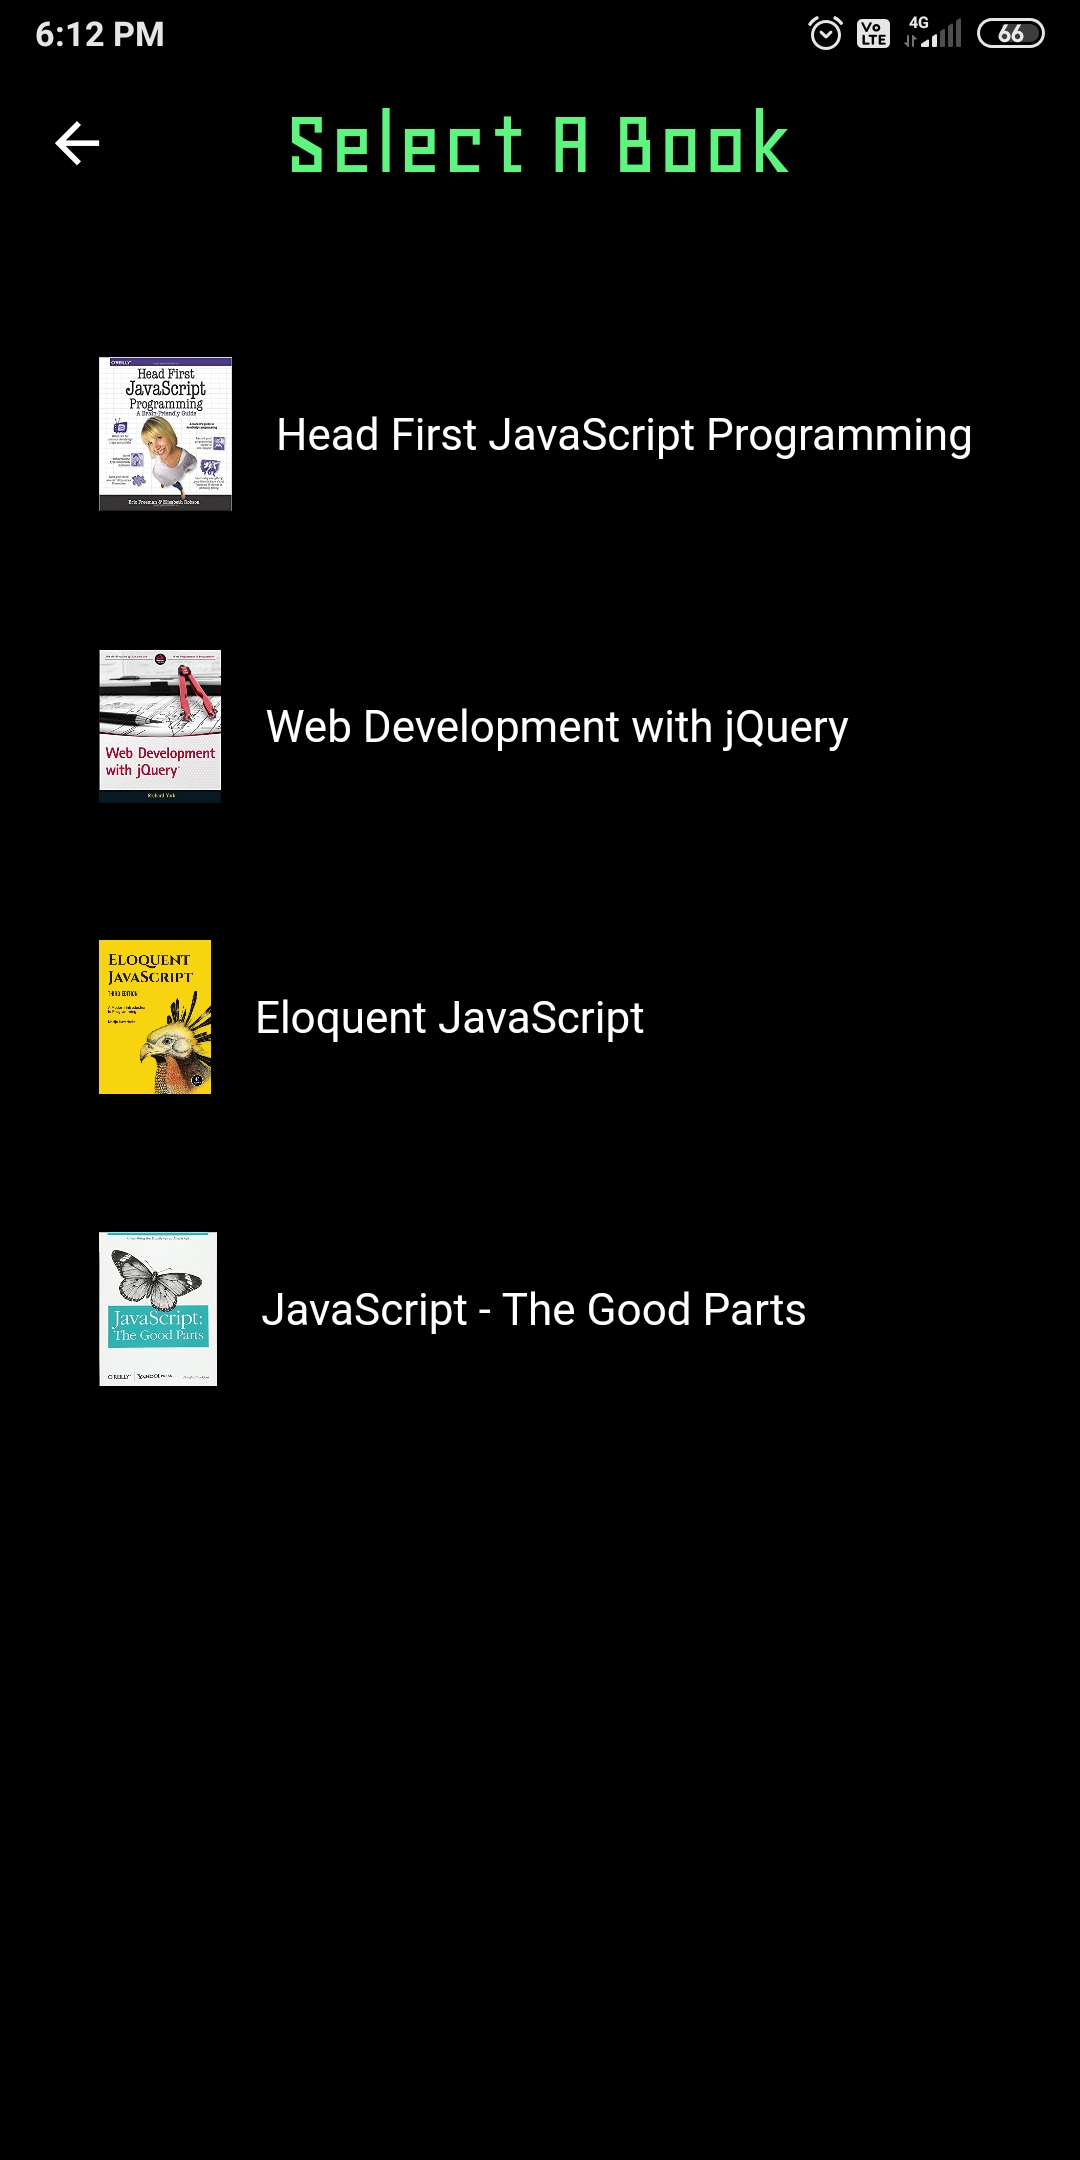 6:12 PM
Vo
LTE
4G
66
Select A Book
O'REILLY
Head First
JavaScript
Programming
A Brain-Friendly Guide
Eric Freeman & Elisabeth Robson
Head First JavaScript Programming
Web Development
with jQuery
Richard York
Web Development with jQuery
ELOQUENT
JAVASCRIPT
THIRD EDITION
Eloquent JavaScript
JavaScript:
The Good Parts
O'REILLY
JavaScript - The Good Parts